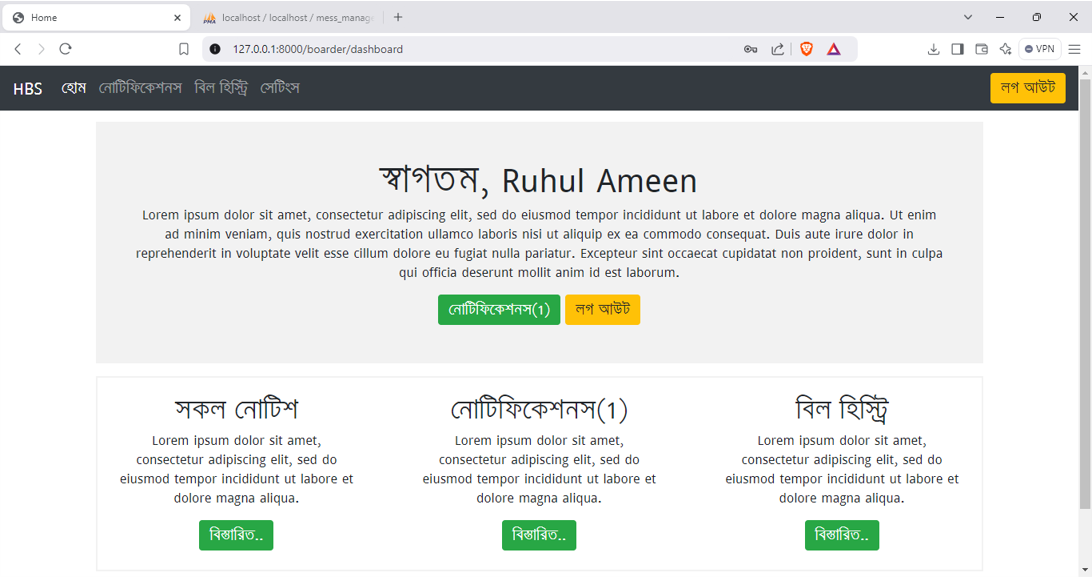 Home
localhost / localhost / mess_manag
127.0.0.1:8000/boarder/dashboard
VPN
HBS হোম নোটিফিকেশনস বিল হিস্ট্রি সেটিংস লগ আউট
স্বাগতম, Ruhul Ameen
Lorem ipsum dolor sit amet, consectetur adipiscing elit, sed do eiusmod tempor incididunt ut labore et dolore magna aliqua. Ut enim
ad minim veniam, quis nostrud exercitation ullamco laboris nisi ut aliquip ex ea commodo consequat. Duis aute irure dolor in
reprehenderit in voluptate velit esse cillum dolore eu fugiat nulla pariatur. Excepteur sint occaecat cupidatat non proident, sunt in culpa
qui officia deserunt mollit anim id est laborum.
নোটিফিকেশনস(1) লগ আউট
সকল নোটিশ
Lorem ipsum dolor sit amet,
consectetur adipiscing elit, sed do
eiusmod tempor incididunt ut labore et
dolore magna aliqua.
বিস্তারিত..
নোটিফিকেশনস(1)
Lorem ipsum dolor sit amet,
consectetur adipiscing elit, sed do
eiusmod tempor incididunt ut labore et
dolore magna aliqua.
বিস্তারিত..
বিল হিস্ট্রি
Lorem ipsum dolor sit amet,
consectetur adipiscing elit, sed do
eiusmod tempor incididunt ut labore et
dolore magna aliqua.
বিস্তারিত..